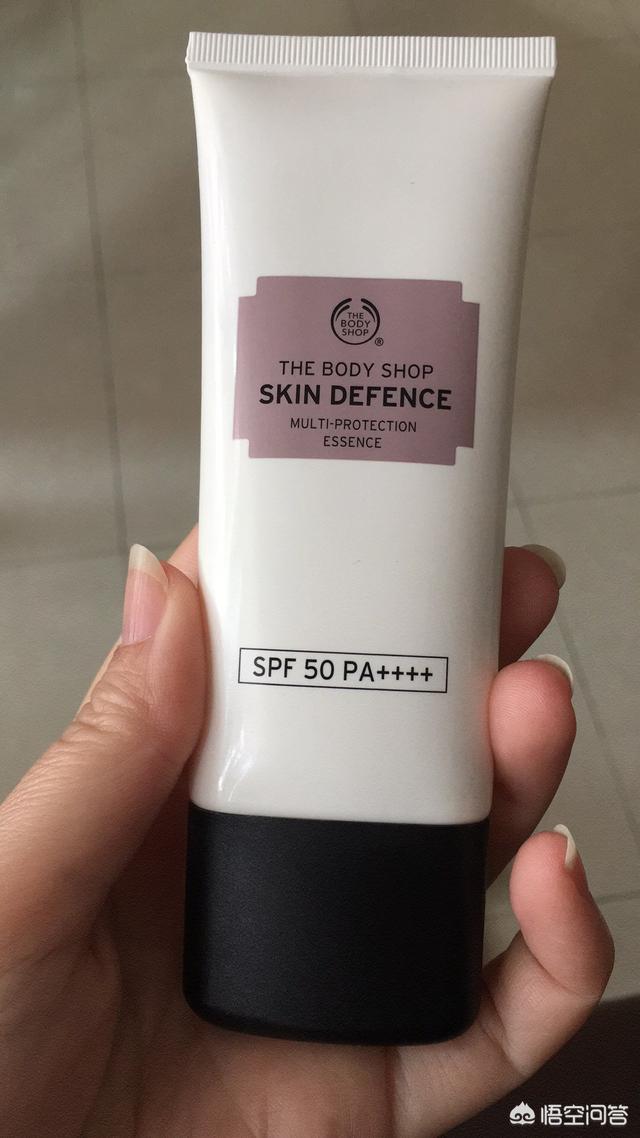 THE
BODY
SHOP
®
THE BODY SHOP
SKIN DEFENCE
MULTI-PROTECTION
ESSENCE
SPF 50 PA++++
悟空问答